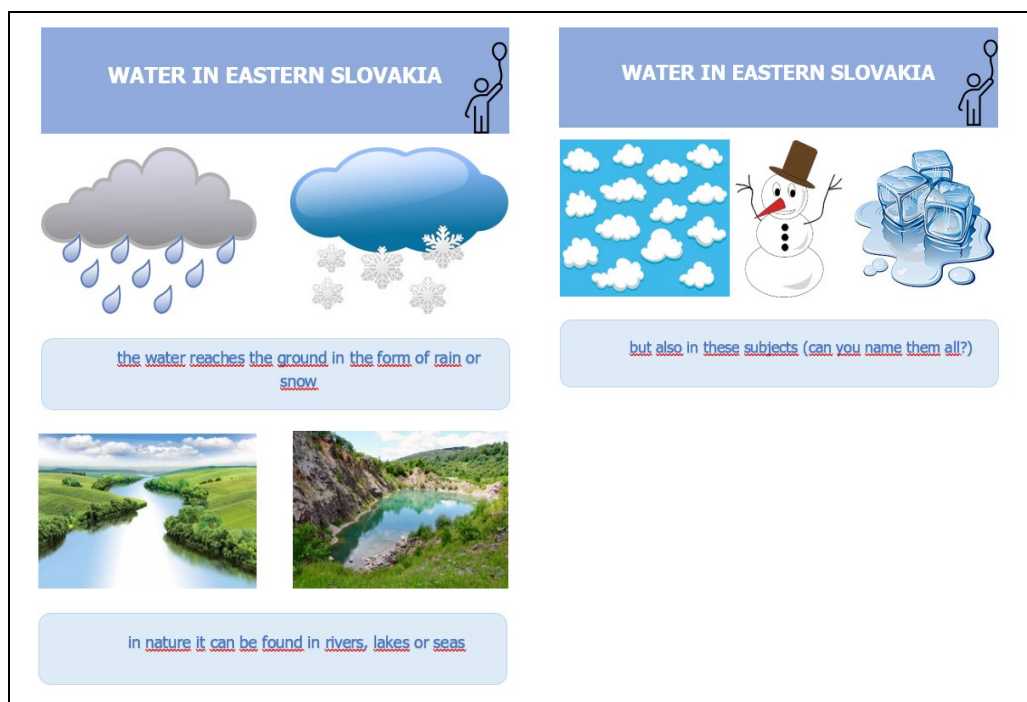 WATER IN EASTERN SLOVAKIA
the water reaches the ground in the form of rain or
snow
in nature it can be found in rivers, lakes or seas
WATER IN EASTERN SLOVAKIA
but also in these subjects (can you name them all?)